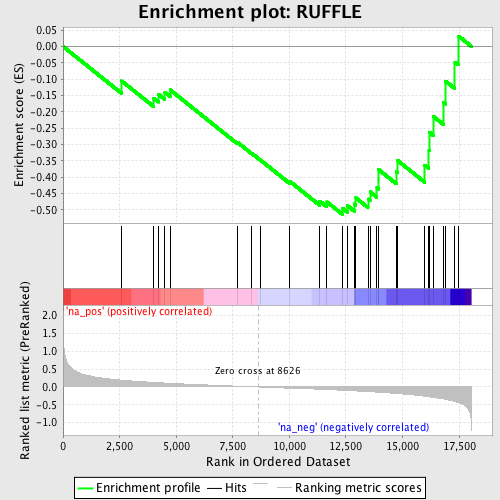 Enrichment plot: RUFFLE
Enrichment score (ES)
0.05
0.00
-0.05
-0.10
-0.15
-0.20
-0.25
-0.30
-0.35
-0.40
-0.45
-0.50
'na_pos' (positively correlated)
Ranked list metric (PreRanked)
2.0
1.5
1.0
0.5
0.0
-0.5
-1.0
Zero cross at 8626
'na_neg' (negatively correlated)
0
2,500
5,000
7,500
10,000
12,500
15,000
17,500
Rank in Ordered Dataset
Enrichment profile
Hits
Ranking metric scores